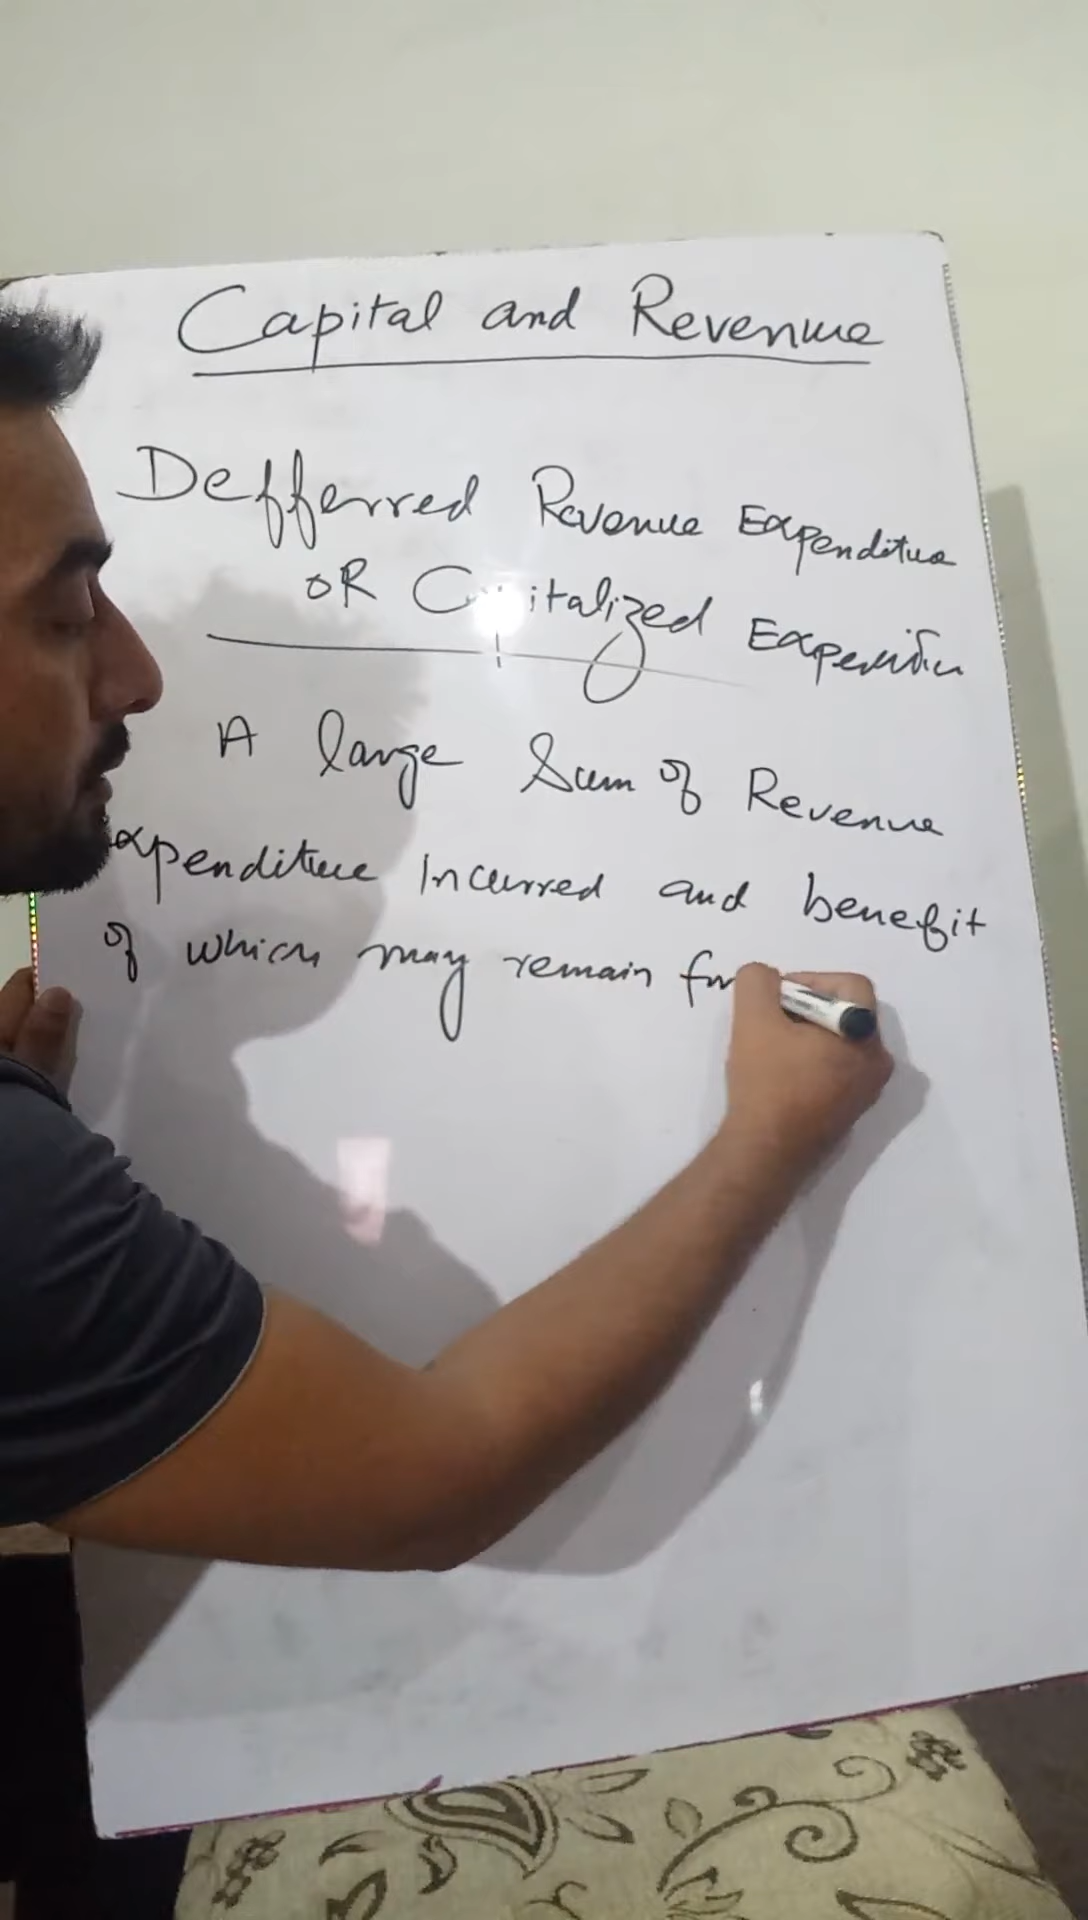 Capital and Revenue
Defferred Revenue Expenditure
OR Capitalized Expenditure
A large Sum of Revenue
Expenditure Incurred and benefit
of which may remain for